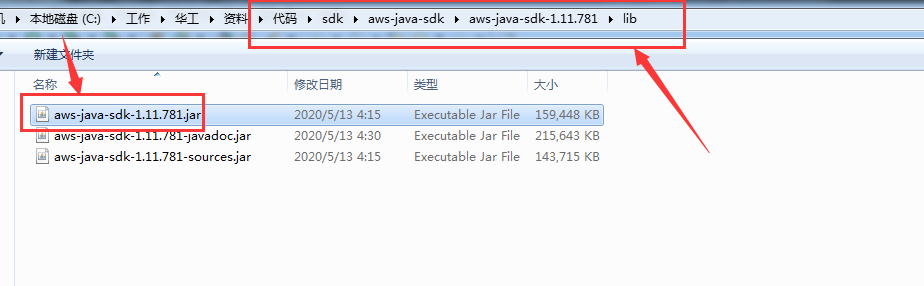 本地磁盘 (C:) 工作 华工 资料 代码 sdk aws-java-sdk aws-java-sdk-1.11.781 lib
新建文件夹
名称 修改日期 类型 大小
aws-java-sdk-1.11.781.jar 2020/5/13 4:15 Executable Jar File 159,448 KB
aws-java-sdk-1.11.781-javadoc.jar 2020/5/13 4:30 Executable Jar File 215,643 KB
aws-java-sdk-1.11.781-sources.jar 2020/5/13 4:15 Executable Jar File 143,715 KB